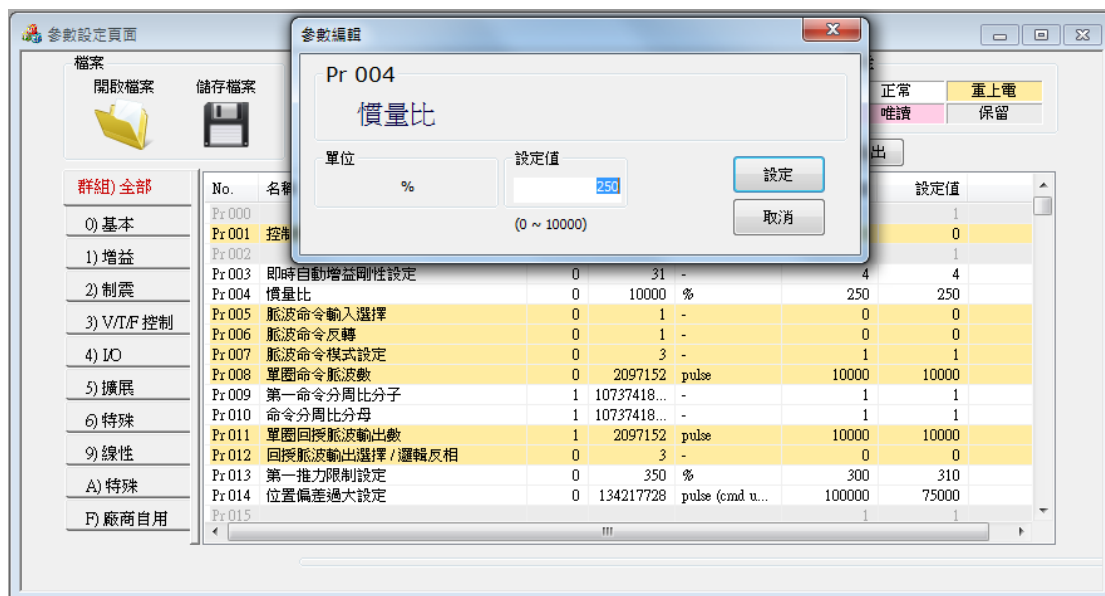 參數設定頁面
參數編輯
檔案
開啟檔案 儲存檔案
Pr 004
慣量比
正常 重上電
唯讀 保留
出
單位 設定值
% 250
(0 ~ 10000)
設定
取消
群組) 全部
0) 基本
1) 增益
2) 制震
3) V/T/F 控制
4) I/O
5) 擴展
6) 特殊
9) 線性
A) 特殊
F) 廠商自用
No. 名稱 設定值
Pr 000 1
Pr 001 控制 0
Pr 002 1
Pr 003 即時自動增益剛性設定 0 31 - 4 4
Pr 004 慣量比 0 10000 % 250 250
Pr 005 脈波命令輸入選擇 0 1 - 0 0
Pr 006 脈波命令反轉 0 1 - 0 0
Pr 007 脈波命令模式設定 0 3 - 1 1
Pr 008 單圈命令脈波數 0 2097152 pulse 10000 10000
Pr 009 第一命令分周比分子 1 10737418... - 1 1
Pr 010 命令分周比分母 1 10737418... - 1 1
Pr 011 單圈回授脈波輸出數 1 2097152 pulse 10000 10000
Pr 012 回授脈波輸出選擇 / 邏輯反相 0 3 - 0 0
Pr 013 第一推力限制設定 0 350 % 300 310
Pr 014 位置偏差過大設定 0 134217728 pulse (cmd u... 100000 75000
Pr 015 1 1